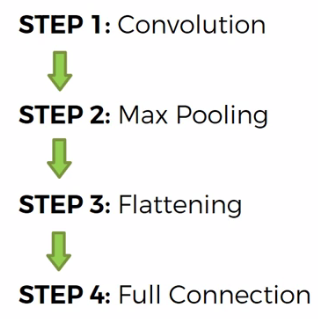 STEP 1: Convolution
STEP 2: Max Pooling
STEP 3: Flattening
STEP 4: Full Connection